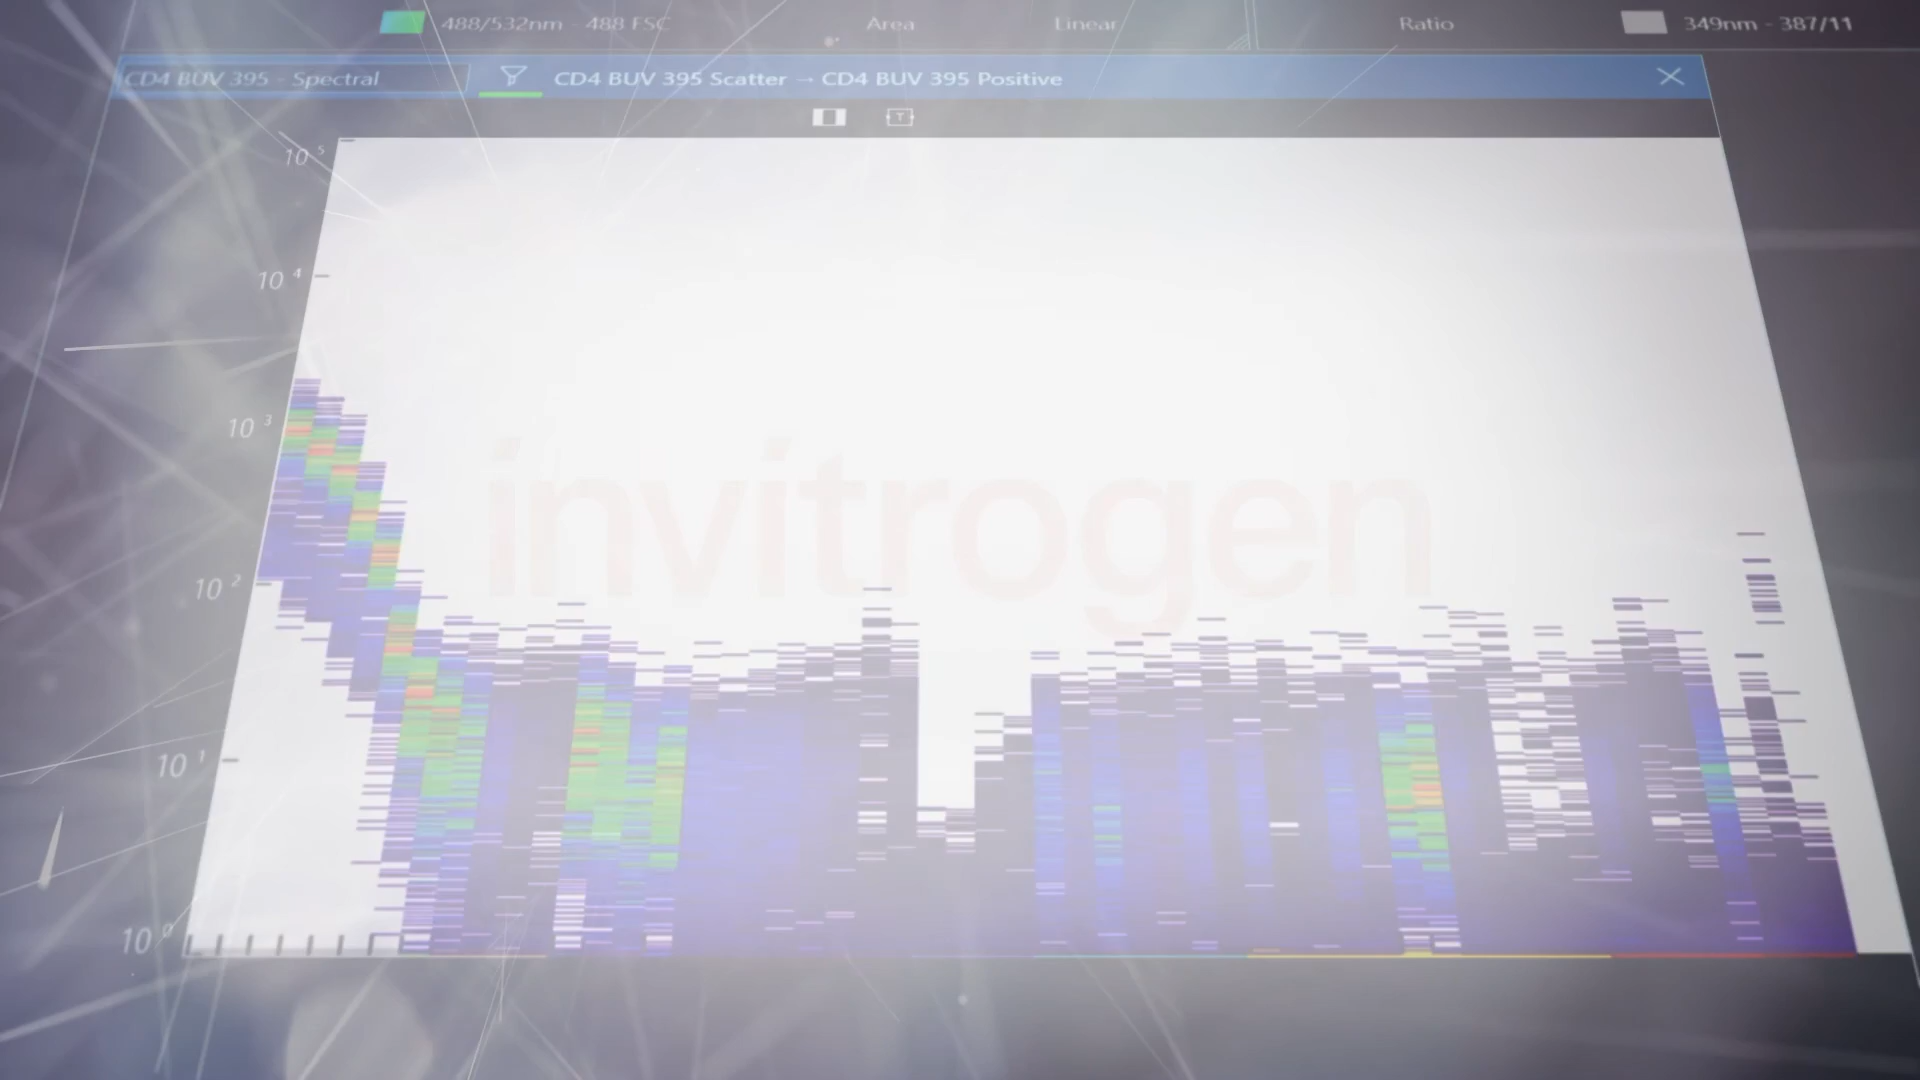 488/532nm - 488 FSC Area Linear Ratio 349nm - 387/11
CD4 BUV 395 - Spectral CD4 BUV 395 Scatter → CD4 BUV 395 Positive
T
10 5
10 4
10 3
invitrogen
10 2
10 1
10 0